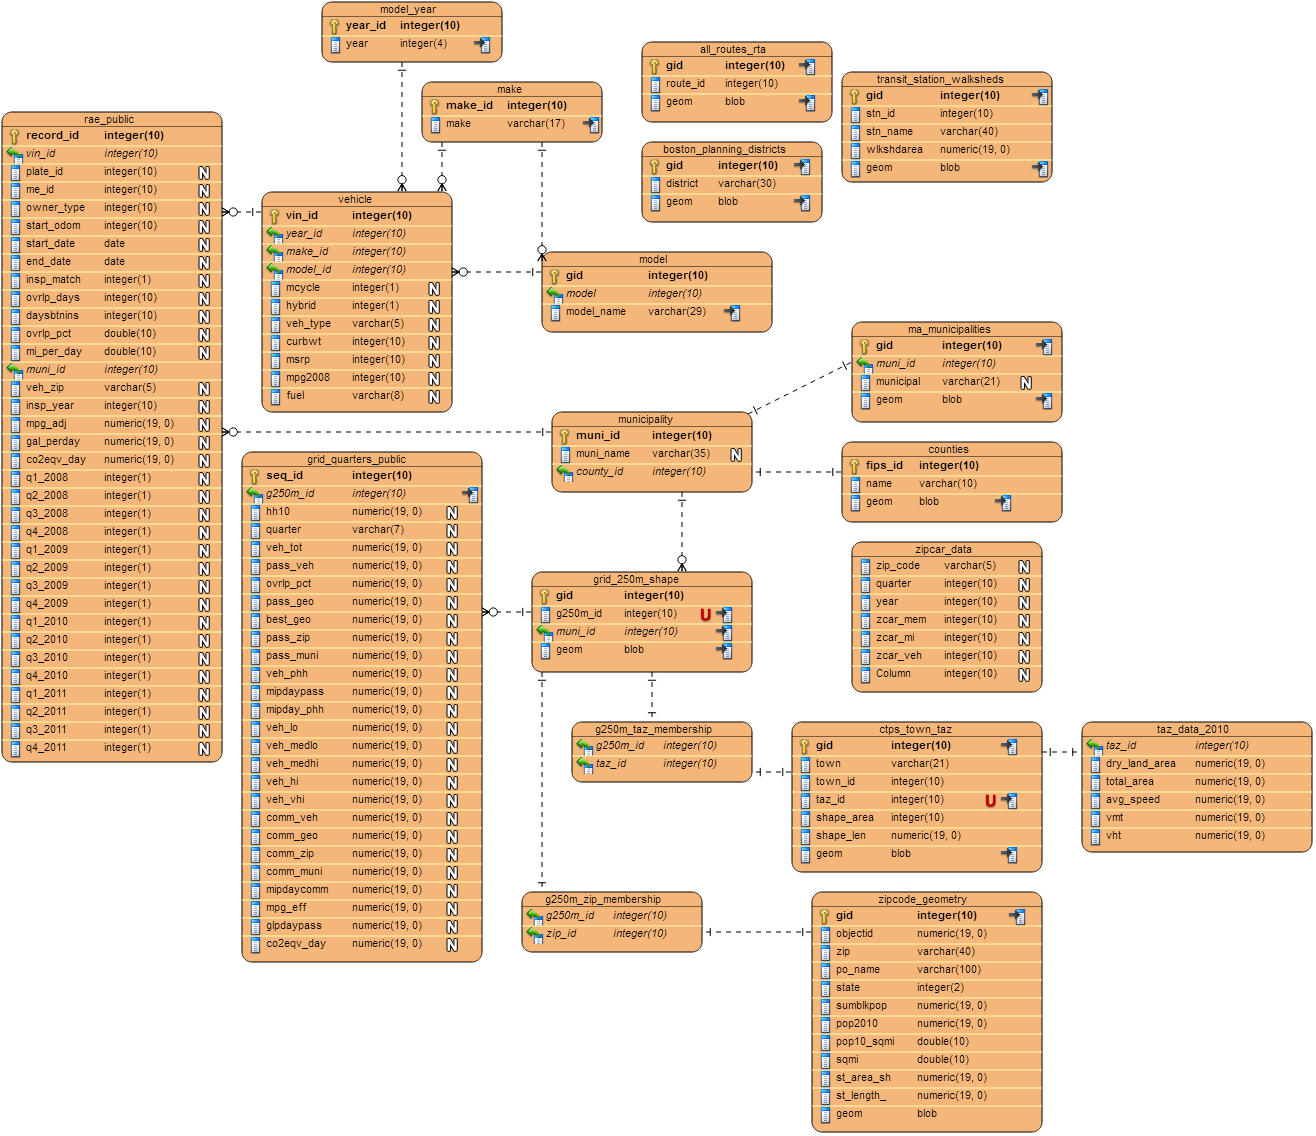 model_year
year_id integer(10)
year integer(4)
make
make_id integer(10)
make varchar(17)
all_routes_rta
gid integer(10)
route_id integer(10)
geom blob
transit_station_walksheds
gid integer(10)
stn_id integer(10)
stn_name varchar(40)
wlkshdarea numeric(19, 0)
geom blob
boston_planning_districts
gid integer(10)
district varchar(30)
geom blob
rae_public
record_id integer(10)
vin_id integer(10)
plate_id integer(10) N
me_id integer(10) N
owner_type integer(10) N
start_odom integer(10) N
start_date date N
end_date date N
insp_match integer(1) N
ovrlp_days integer(10) N
daysbtnins integer(10) N
ovrlp_pct double(10) N
mi_per_day double(10) N
muni_id integer(10)
veh_zip varchar(5) N
insp_year integer(10) N
mpg_adj numeric(19, 0) N
gal_perday numeric(19, 0) N
co2eqv_day numeric(19, 0) N
q1_2008 integer(1) N
q2_2008 integer(1) N
q3_2008 integer(1) N
q4_2008 integer(1) N
q1_2009 integer(1) N
q2_2009 integer(1) N
q3_2009 integer(1) N
q4_2009 integer(1) N
q1_2010 integer(1) N
q2_2010 integer(1) N
q3_2010 integer(1) N
q4_2010 integer(1) N
q1_2011 integer(1) N
q2_2011 integer(1) N
q3_2011 integer(1) N
q4_2011 integer(1) N
vehicle
vin_id integer(10)
year_id integer(10)
make_id integer(10)
model_id integer(10)
mcycle integer(1) N
hybrid integer(1) N
veh_type varchar(5) N
curbwt integer(10) N
msrp integer(10) N
mpg2008 integer(10) N
fuel varchar(8) N
model
gid integer(10)
model integer(10)
model_name varchar(29)
ma_municipalities
gid integer(10)
muni_id integer(10)
municipal varchar(21) N
geom blob
municipality
muni_id integer(10)
muni_name varchar(35) N
county_id integer(10)
counties
fips_id integer(10)
name varchar(10)
geom blob
grid_quarters_public
seq_id integer(10)
g250m_id integer(10)
hh10 numeric(19, 0) N
quarter varchar(7) N
veh_tot numeric(19, 0) N
pass_veh numeric(19, 0) N
ovrlp_pct numeric(19, 0) N
pass_geo numeric(19, 0) N
best_geo numeric(19, 0) N
pass_zip numeric(19, 0) N
pass_muni numeric(19, 0) N
veh_phh numeric(19, 0) N
mipdaypass numeric(19, 0) N
mipday_phh numeric(19, 0) N
veh_lo numeric(19, 0) N
veh_medlo numeric(19, 0) N
veh_medhi numeric(19, 0) N
veh_hi numeric(19, 0) N
veh_vhi numeric(19, 0) N
comm_veh numeric(19, 0) N
comm_geo numeric(19, 0) N
comm_zip numeric(19, 0) N
comm_muni numeric(19, 0) N
mipdaycomm numeric(19, 0) N
mpg_eff numeric(19, 0) N
glpdaypass numeric(19, 0) N
co2eqv_day numeric(19, 0) N
grid_250m_shape
gid integer(10)
g250m_id integer(10) U
muni_id integer(10)
geom blob
zipcar_data
zip_code varchar(5) N
quarter integer(10) N
year integer(10) N
zcar_mem integer(10) N
zcar_mi integer(10) N
zcar_veh integer(10) N
Column integer(10) N
g250m_taz_membership
g250m_id integer(10)
taz_id integer(10)
ctps_town_taz
gid integer(10)
town varchar(21)
town_id integer(10)
taz_id integer(10) U
shape_area integer(10)
shape_len numeric(19, 0)
geom blob
taz_data_2010
taz_id integer(10)
dry_land_area numeric(19, 0)
total_area numeric(19, 0)
avg_speed numeric(19, 0)
vmt numeric(19, 0)
vht numeric(19, 0)
g250m_zip_membership
g250m_id integer(10)
zip_id integer(10)
zipcode_geometry
gid integer(10)
objectid numeric(19, 0)
zip varchar(40)
po_name varchar(100)
state integer(2)
sumblkpop numeric(19, 0)
pop2010 numeric(19, 0)
pop10_sqmi double(10)
sqmi double(10)
st_area_sh numeric(19, 0)
st_length_ numeric(19, 0)
geom blob